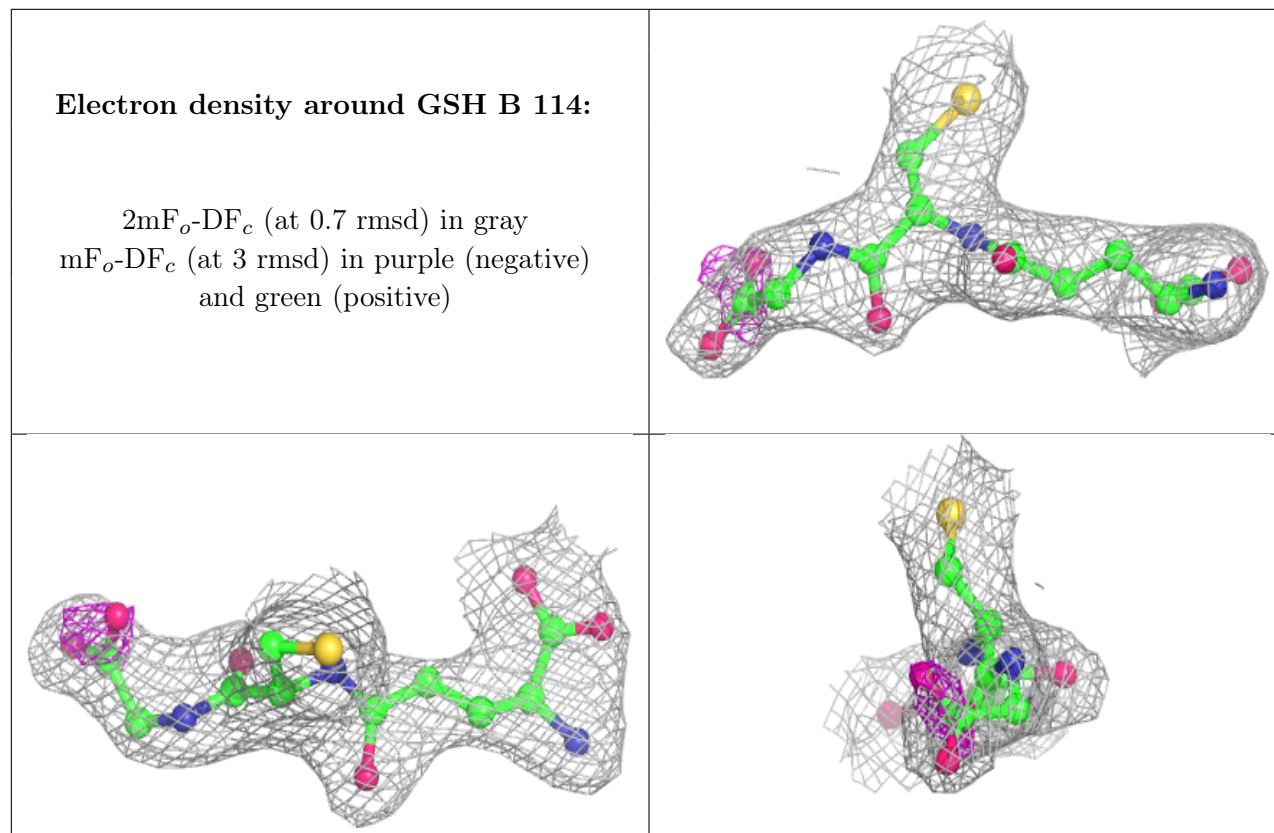 Electron density around GSH B 114:
2mFo-DFc (at 0.7 rmsd) in gray
mFo-DFc (at 3 rmsd) in purple (negative)
and green (positive)